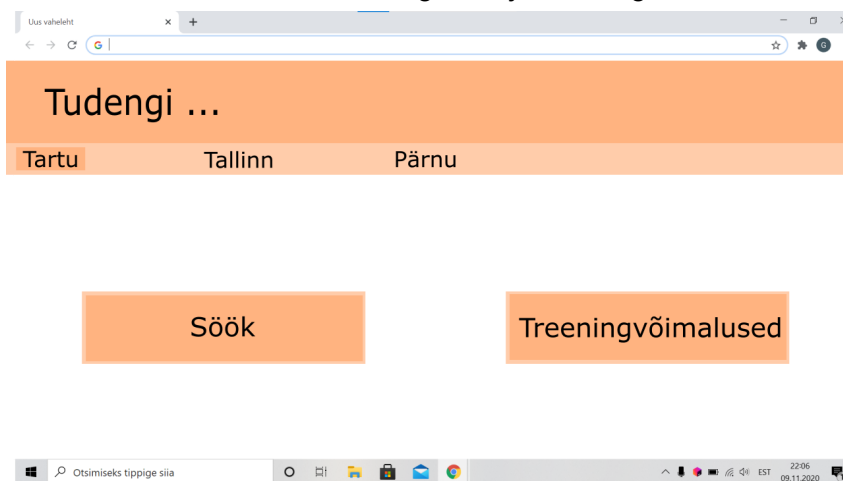 Uus vaheleht
G
Tudengi ...
Tartu Tallinn Pärnu
Söök Treeningvõimalused
Otsimiseks tippige siia
EST
22:06
09.11.2020